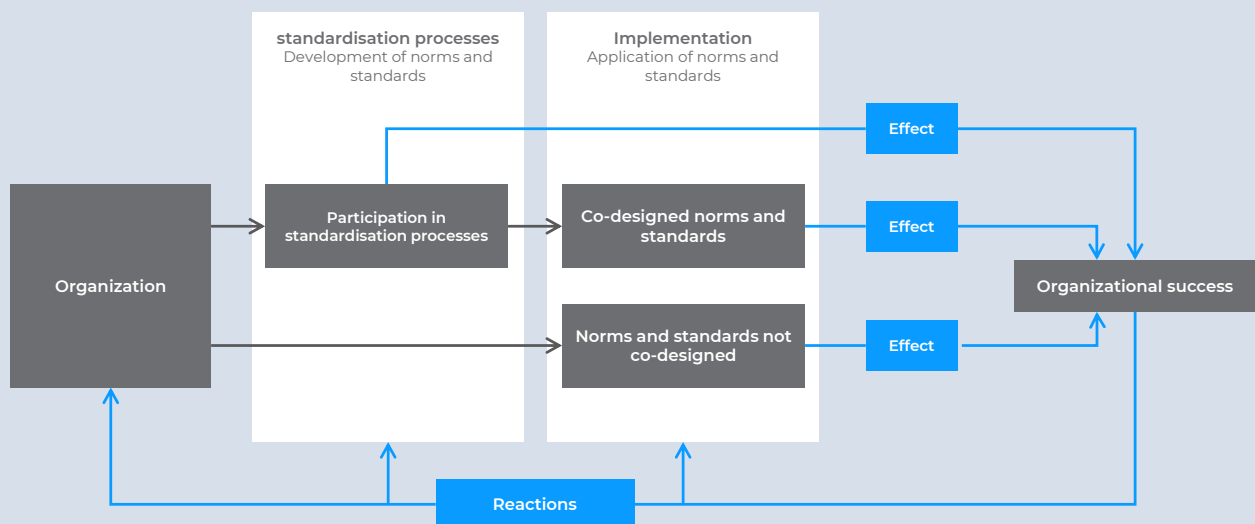 standardisation processes
Development of norms and
standards
Implementation
Application of norms and
standards
Effect
Participation in
standardisation processes
Co-designed norms and
standards
Effect
Organization
Organizational success
Norms and standards not
co-designed
Effect
Reactions